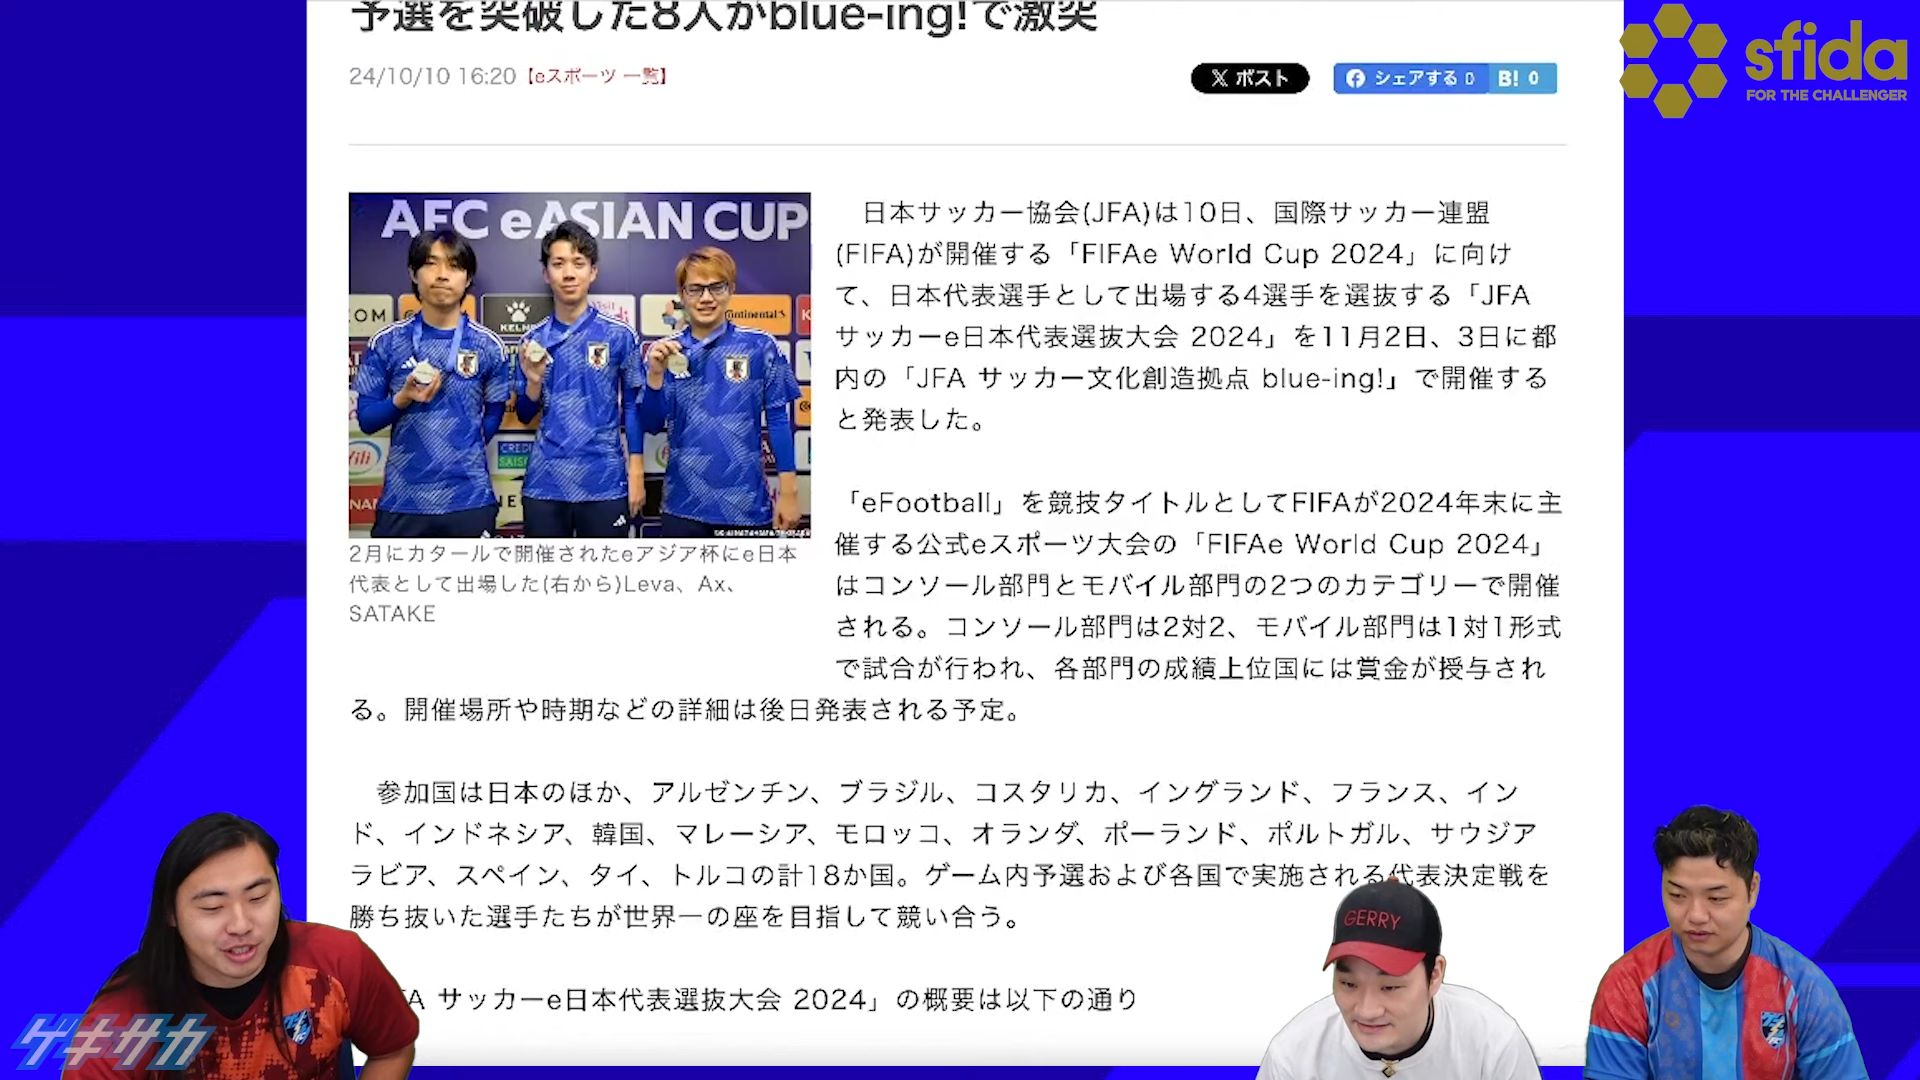 予選を突破した8人がblue-ing!で激突
24/10/10 16:20 【eスポーツ 一覧】
ポスト
シェアする 0
B! 0
sfida
FOR THE CHALLENGER
AFC eASIAN CUP
KELNE
Continental
CREDIT
SAIS
Yili
2月にカタールで開催されたeアジア杯にe日本
代表として出場した(右から)Leva、Ax、
SATAKE
日本サッカー協会(JFA)は10日、国際サッカー連盟
(FIFA)が開催する「FIFAe World Cup 2024」に向け
て、日本代表選手として出場する4選手を選抜する「JFA
サッカーe日本代表選抜大会 2024」を11月2日、3日に都
内の「JFA サッカー文化創造拠点 blue-ing!」で開催する
と発表した。
「eFootball」を競技タイトルとしてFIFAが2024年末に主
催する公式eスポーツ大会の「FIFAe World Cup 2024」
はコンソール部門とモバイル部門の2つのカテゴリーで開催
される。コンソール部門は2対2、モバイル部門は1対1形式
で試合が行われ、各部門の成績上位国には賞金が授与され
る。開催場所や時期などの詳細は後日発表される予定。
参加国は日本のほか、アルゼンチン、ブラジル、コスタリカ、イングランド、フランス、イン
ド、インドネシア、韓国、マレーシア、モロッコ、オランダ、ポーランド、ポルトガル、サウジア
ラビア、スペイン、タイ、トルコの計18か国。ゲーム内予選および各国で実施される代表決定戦を
勝ち抜いた選手たちが世界一の座を目指して競い合う。
FA サッカーe日本代表選抜大会 2024」の概要は以下の通り
GERRY
ゲキサカ